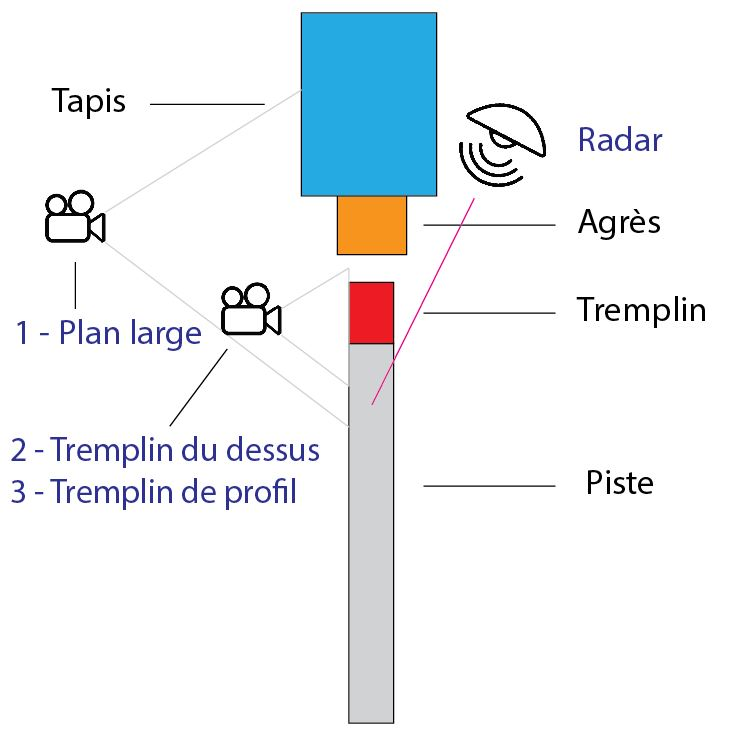 Tapis
Radar
Agrès
Tremplin
1 - Plan large
2 - Tremplin du dessus
3 - Tremplin de profil
Piste